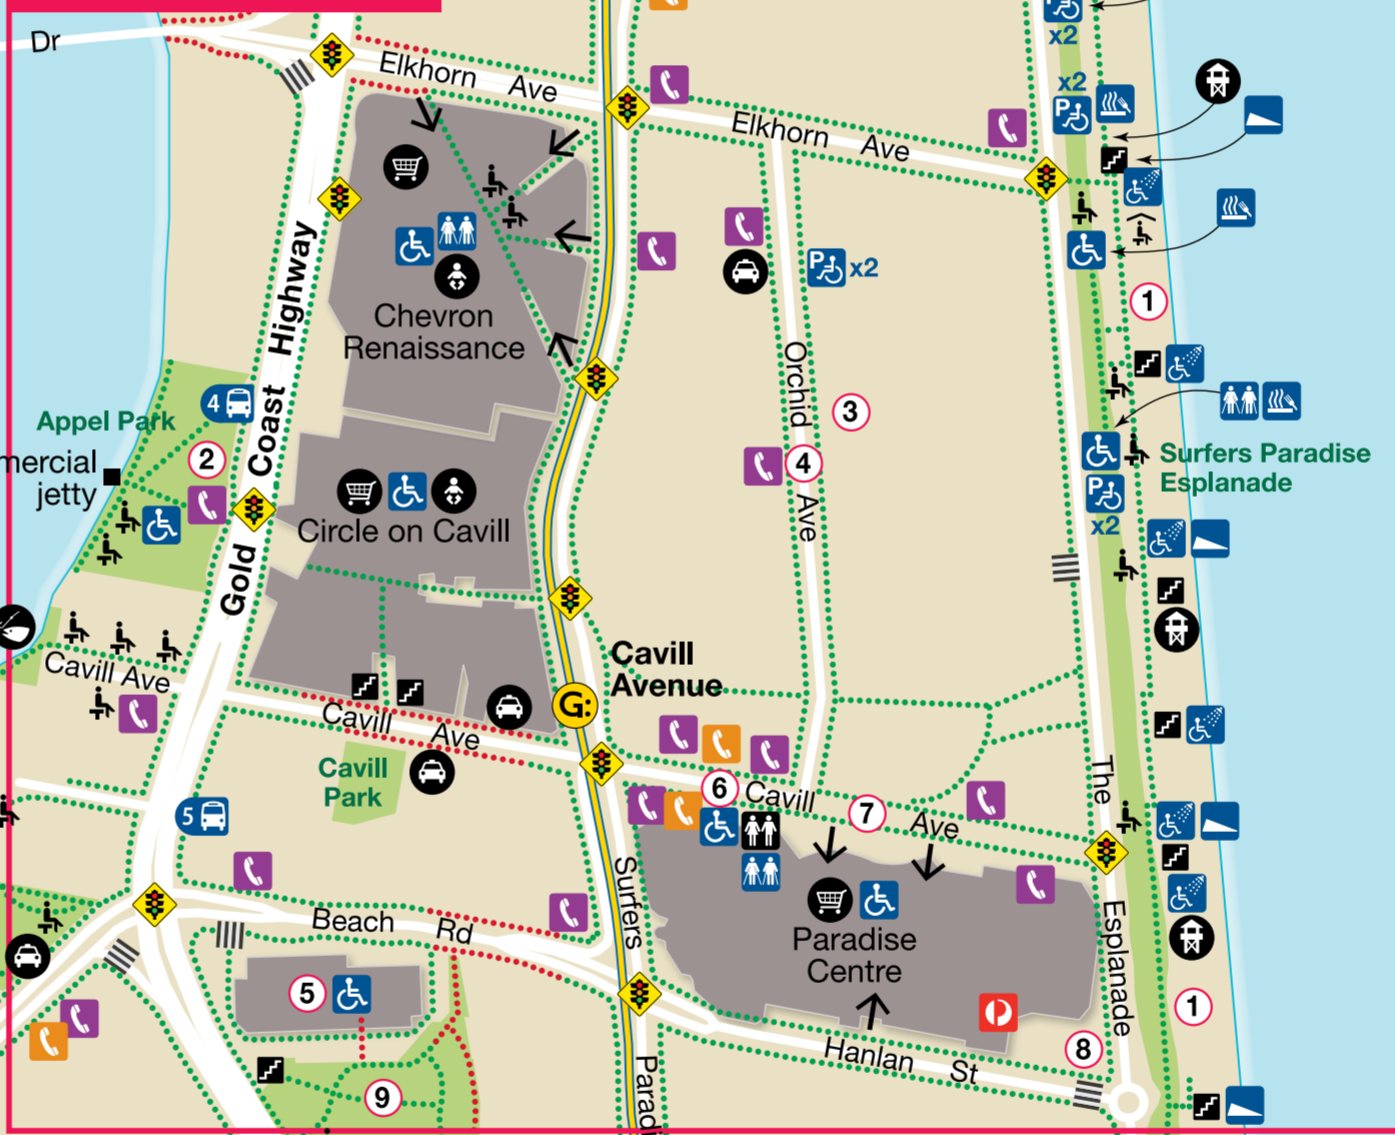 Dr
x2
x2
Elkhorn Ave
Elkhorn Ave
P
P
x2
Chevron
Renaissance
P
x2
1
Gold Coast Highway
Orchid Ave
3
4
Appel Park
4
2
mercial
jetty
Circle on Cavill
Surfers Paradise
Esplanade
P
x2
Cavill Ave
Cavill
Avenue
G:
Cavill Ave
Cavill
Park
5
6
Cavill Ave
7
The Esplanade
Beach Rd
Surfers Paradi
Paradise
Centre
5
1
8
Hanlan St
9